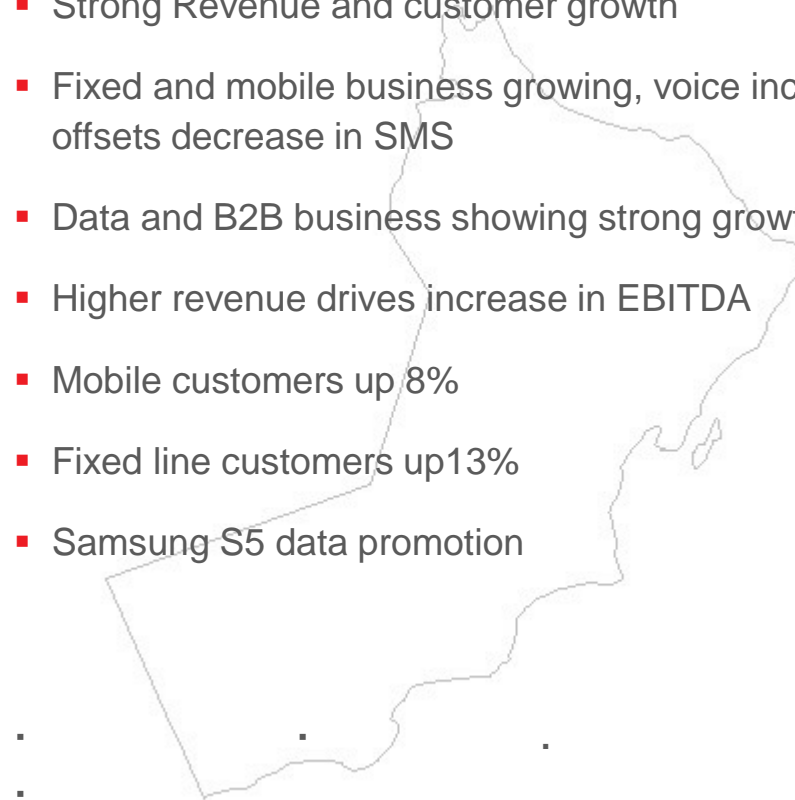 ▪ Strong Revenue and customer growth
▪ Fixed and mobile business growing, voice
offsets decrease in SMS
▪ Data and B2B business showing strong
▪ Higher revenue drives increase in EBITDA
▪ Mobile customers up 8%
▪ Fixed line customers up13%
▪ Samsung S5 data promotion